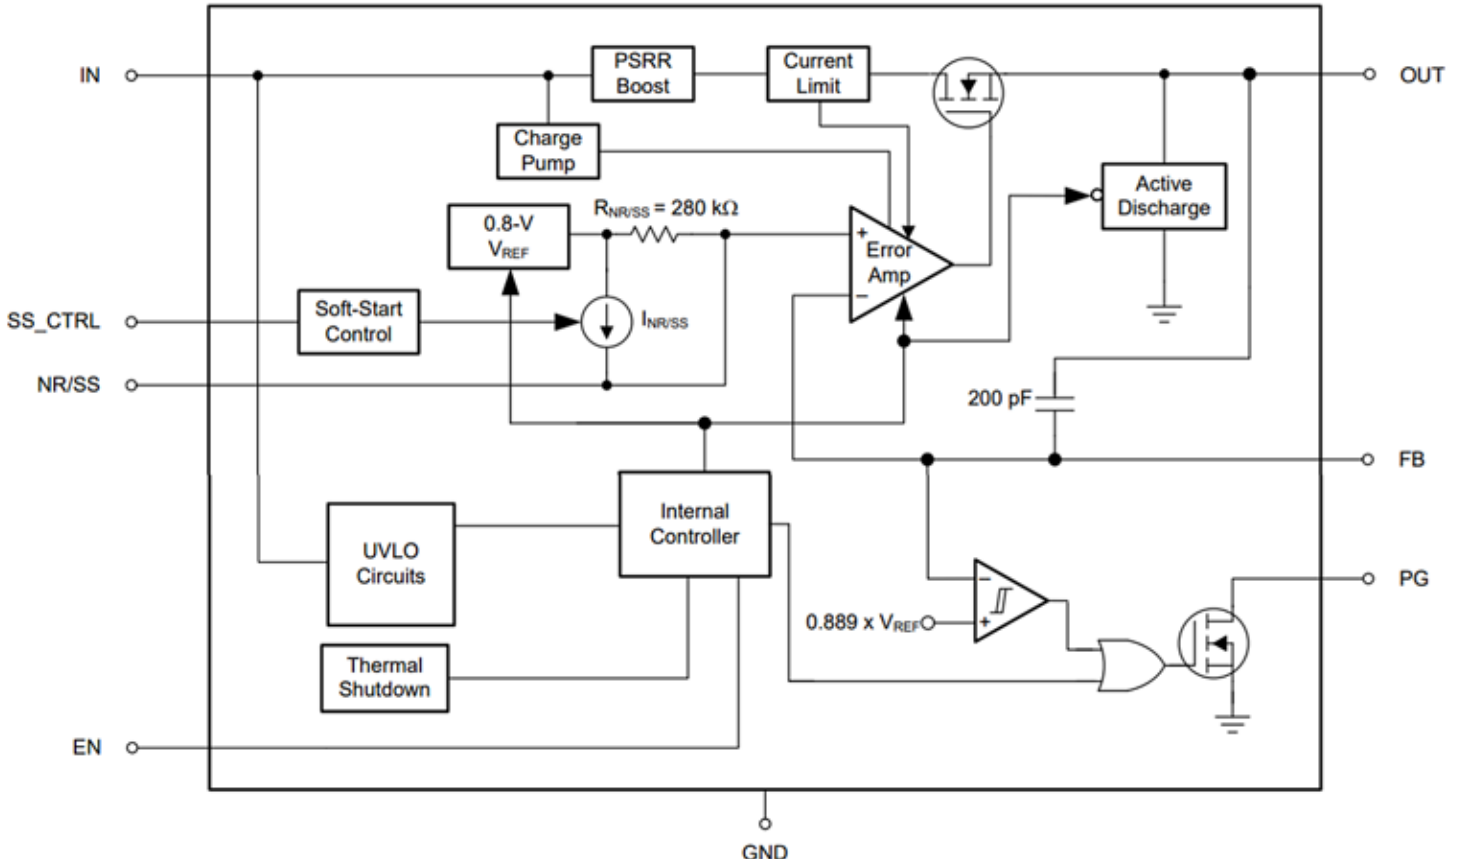 IN
PSRR
Boost
Current
Limit
OUT
Charge
Pump
Active
Discharge
R_NR/SS = 280 kΩ
0.8-V
V_REF
+
Error
Amp
−
SS_CTRL
Soft-Start
Control
I_NR/SS
NR/SS
200 pF
FB
UVLO
Circuits
Internal
Controller
PG
−
0.889 x V_REF
+
Thermal
Shutdown
EN
GND